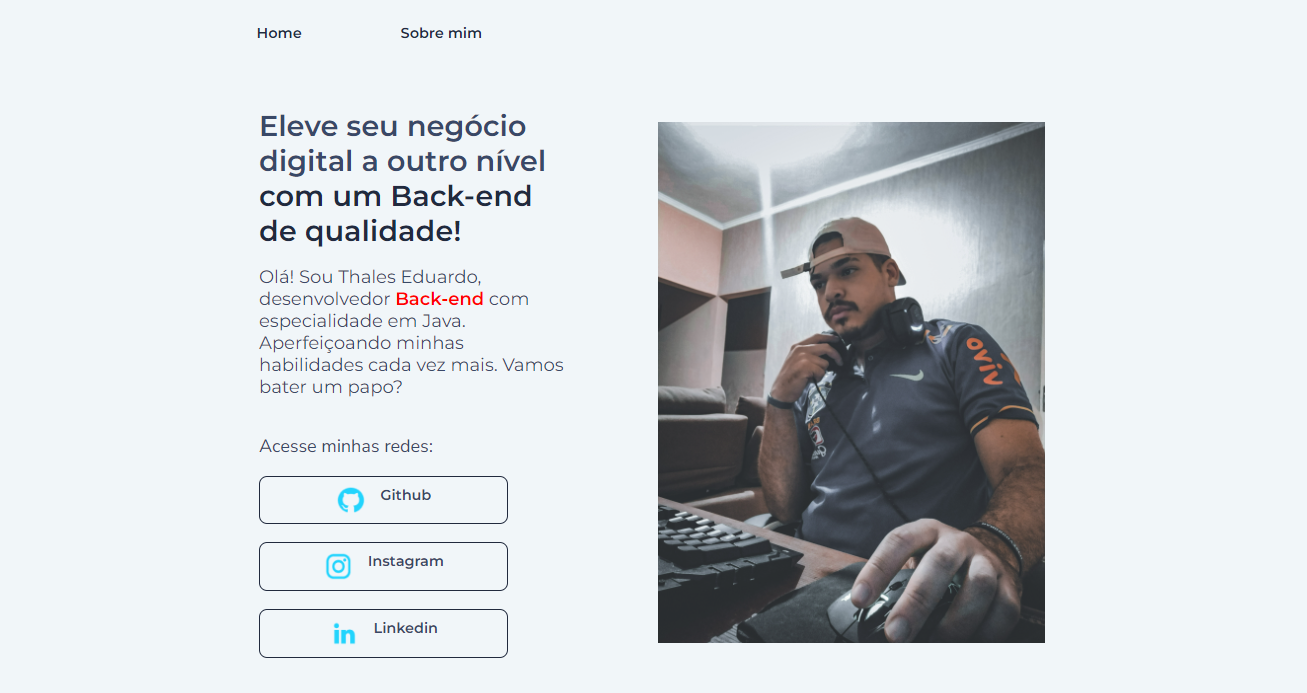 Home
Sobre mim
Eleve seu negócio
digital a outro nível
com um Back-end
de qualidade!
Olá! Sou Thales Eduardo,
desenvolvedor Back-end com
especialidade em Java.
Aperfeiçoando minhas
habilidades cada vez mais. Vamos
bater um papo?
Acesse minhas redes:
Github
Instagram
Linkedin
vivo